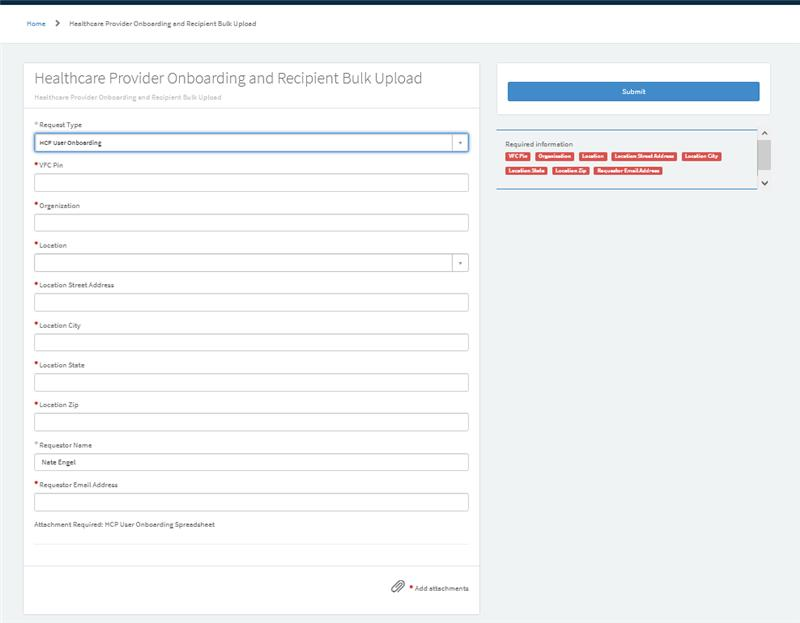 Home > Healthcare Provider Onboarding and Recipient Bulk Upload
Healthcare Provider Onboarding and Recipient Bulk Upload
Healthcare Provider Onboarding and Recipient Bulk Upload
*Request Type
HCP User Onboarding
*VFC Pin
*Organization
*Location
*Location Street Address
*Location City
*Location State
*Location Zip
*Requestor Name
Nate Engel
*Requestor Email Address
Attachment Required: HCP User Onboarding Spreadsheet
*Add attachments
Submit
Required information
VFC Pin Organization Location Location Street Address Location City
Location State Location Zip Requestor Email Address